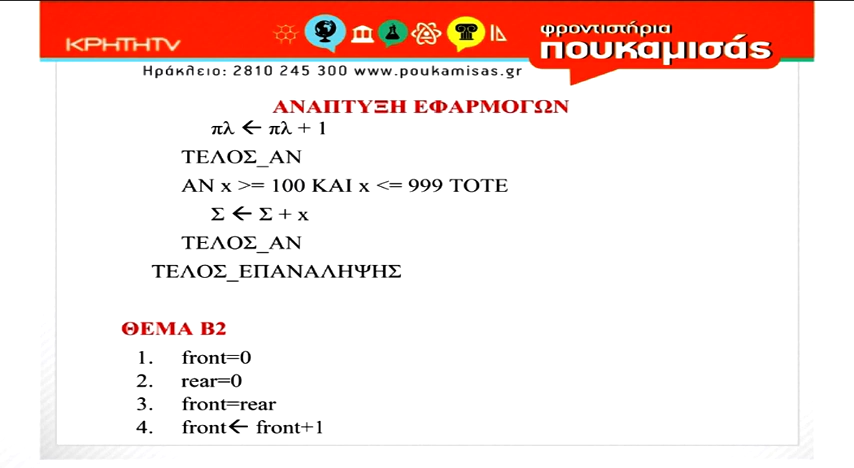 ΚΡΗΤΗTV
φροντιστήρια
πουκαμισάς
Ηράκλειο: 2810 245 300 www.poukamisas.gr
ΑΝΑΠΤΥΞΗ ΕΦΑΡΜΟΓΩΝ
πλ ← πλ + 1
ΤΕΛΟΣ_ΑΝ
ΑΝ x >= 100 ΚΑΙ x <= 999 ΤΟΤΕ
Σ ← Σ + x
ΤΕΛΟΣ_ΑΝ
ΤΕΛΟΣ_ΕΠΑΝΑΛΗΨΗΣ
ΘΕΜΑ Β2
1. front=0
2. rear=0
3. front=rear
4. front← front+1